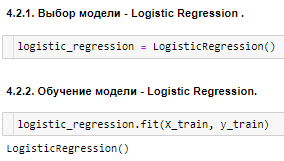 4.2.1. Выбор модели - Logistic Regression .
logistic_regression = LogisticRegression()
4.2.2. Обучение модели - Logistic Regression.
logistic_regression.fit(X_train, y_train)
LogisticRegression()